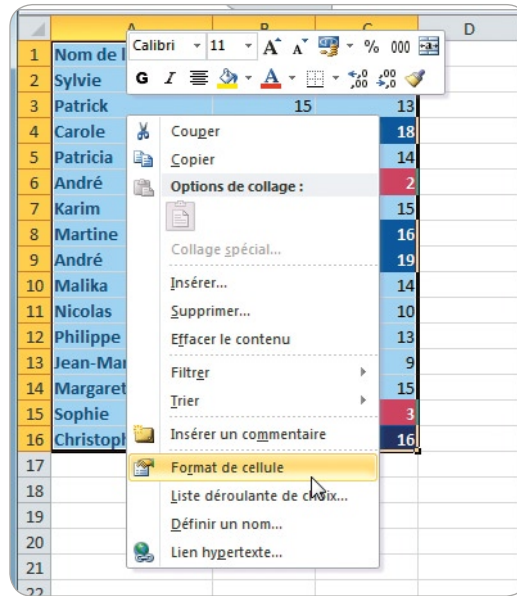 A B C D
Calibri 11 A A % 000
G I A ,00 ,00
1 Nom de l
2 Sylvie
3 Patrick 15 13
4 Carole 18
5 Patricia 14
6 André 2
7 Karim 15
8 Martine 16
9 André 19
10 Malika 14
11 Nicolas 10
12 Philippe 13
13 Jean-Mar 9
14 Margaret 15
15 Sophie 3
16 Christoph 16
17
18
19
20
21
22
Couper
Copier
Options de collage :
Collage spécial...
Insérer...
Supprimer...
Effacer le contenu
Filtrer
Trier
Insérer un commentaire
Format de cellule
Liste déroulante de choix...
Définir un nom...
Lien hypertexte...